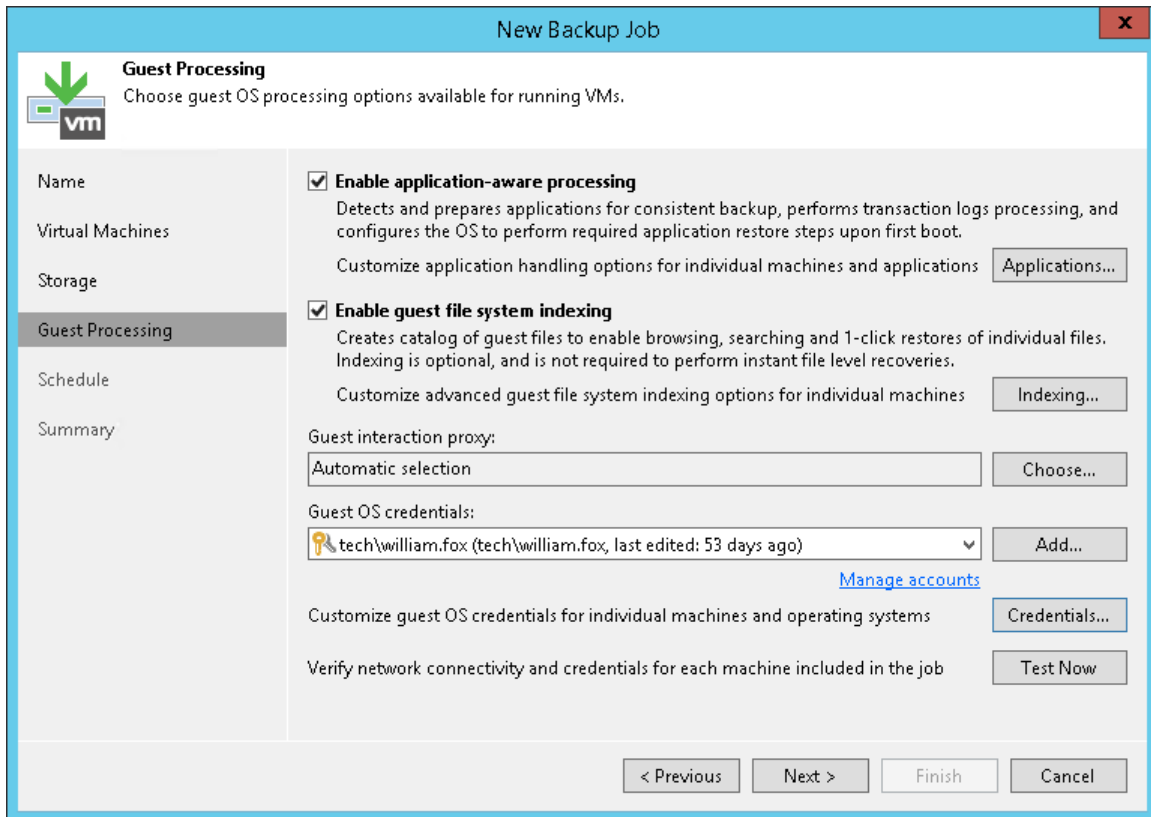 New Backup Job
x
Guest Processing
Choose guest OS processing options available for running VMs.
vm
Name
Virtual Machines
Storage
Guest Processing
Schedule
Summary
Enable application-aware processing
Detects and prepares applications for consistent backup, performs transaction logs processing, and
configures the OS to perform required application restore steps upon first boot.
Customize application handling options for individual machines and applications
Applications...
Enable guest file system indexing
Creates catalog of guest files to enable browsing, searching and 1-click restores of individual files.
Indexing is optional, and is not required to perform instant file level recoveries.
Customize advanced guest file system indexing options for individual machines
Indexing...
Guest interaction proxy:
Automatic selection
Choose...
Guest OS credentials:
tech\william.fox (tech\william.fox, last edited: 53 days ago)
Add...
Manage accounts
Customize guest OS credentials for individual machines and operating systems
Credentials...
Verify network connectivity and credentials for each machine included in the job
Test Now
< Previous
Next >
Finish
Cancel